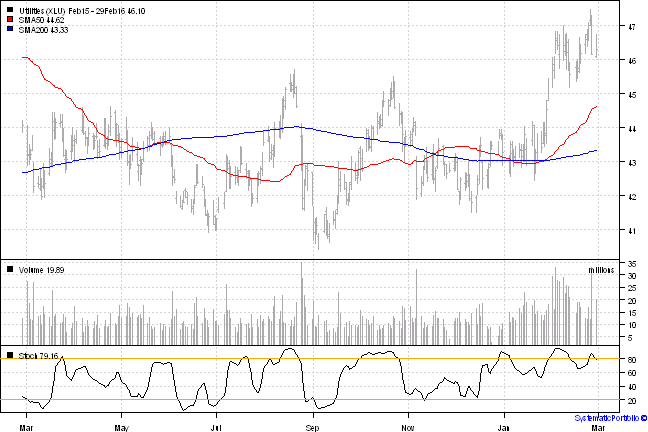 Utilities (XLU) Feb15 - 29Feb16 46.10
SMA50 44.62
SMA200 43.33
47
46
45
44
43
42
41
Volume 19.89
millions
35
30
25
20
15
10
5
Stoch 79.16
80
60
40
20
SystematicPortfolio ©
Mar May Jul Sep Nov Jan Mar